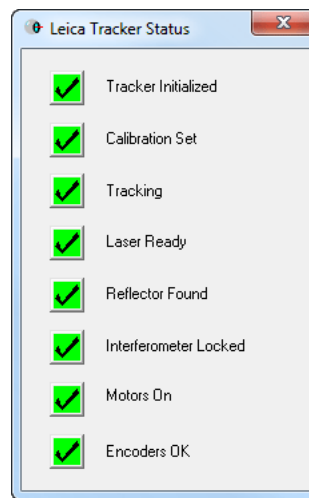 Leica Tracker Status
Tracker Initialized
Calibration Set
Tracking
Laser Ready
Reflector Found
Interferometer Locked
Motors On
Encoders OK